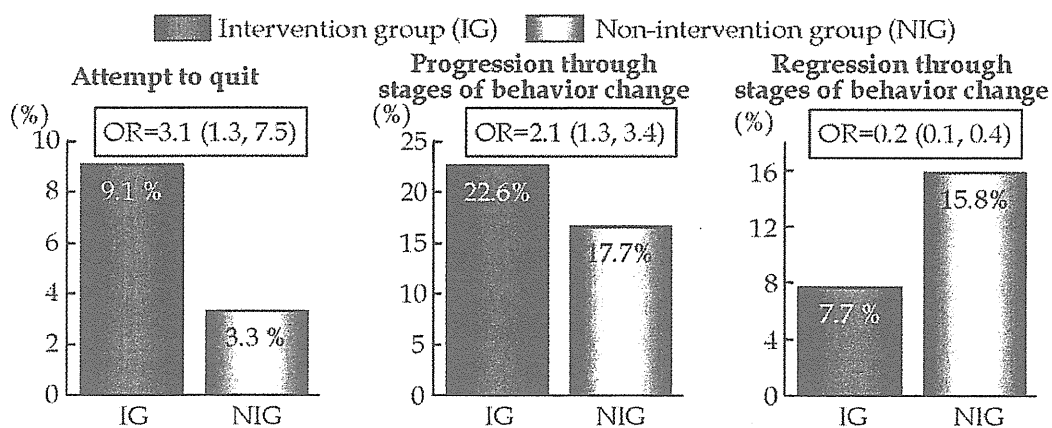 Intervention group (IG) Non-intervention group (NIG)
Attempt to quit
(%)
OR=3.1 (1.3, 7.5)
10
8
6
4
2
0
9.1 %
3.3 %
IG NIG
Progression through
stages of behavior change
(%)
OR=2.1 (1.3, 3.4)
25
20
15
10
5
0
22.6%
17.7%
IG NIG
Regression through
stages of behavior change
(%)
OR=0.2 (0.1, 0.4)
16
12
8
4
0
7.7 %
15.8%
IG NIG